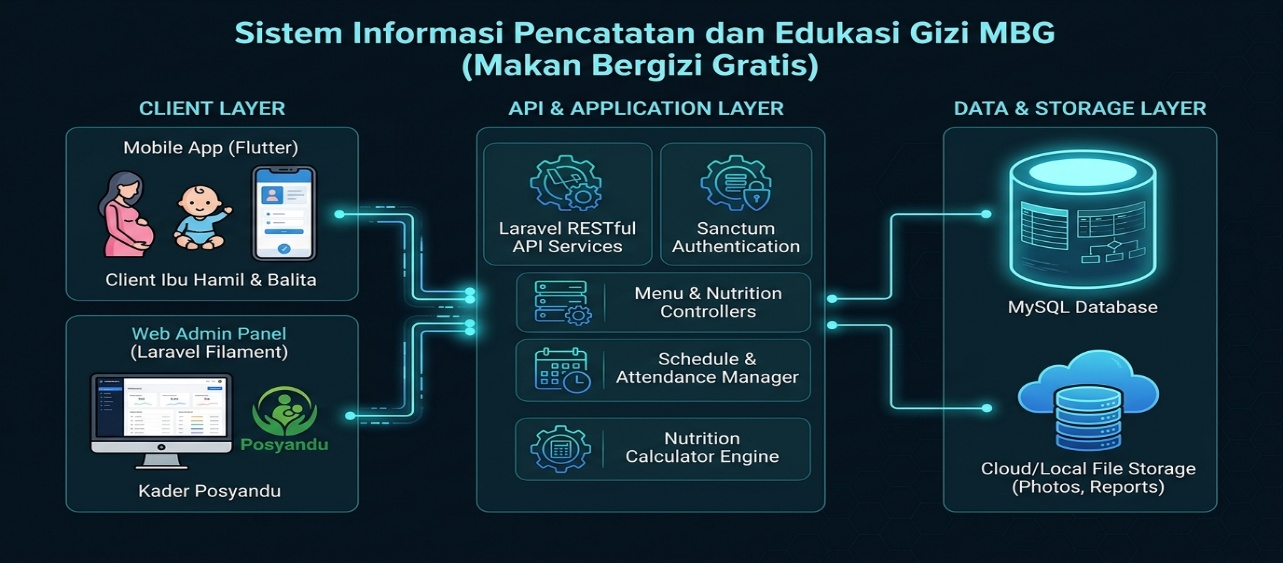 Sistem Informasi Pencatatan dan Edukasi Gizi MBG
(Makan Bergizi Gratis)
CLIENT LAYER
Mobile App (Flutter)
Client Ibu Hamil & Balita
Web Admin Panel
(Laravel Filament)
Posyandu
Kader Posyandu
API & APPLICATION LAYER
Laravel RESTful
API Services
Sanctum
Authentication
Menu & Nutrition
Controllers
Schedule &
Attendance Manager
Nutrition
Calculator Engine
DATA & STORAGE LAYER
MySQL Database
Cloud/Local File Storage
(Photos, Reports)